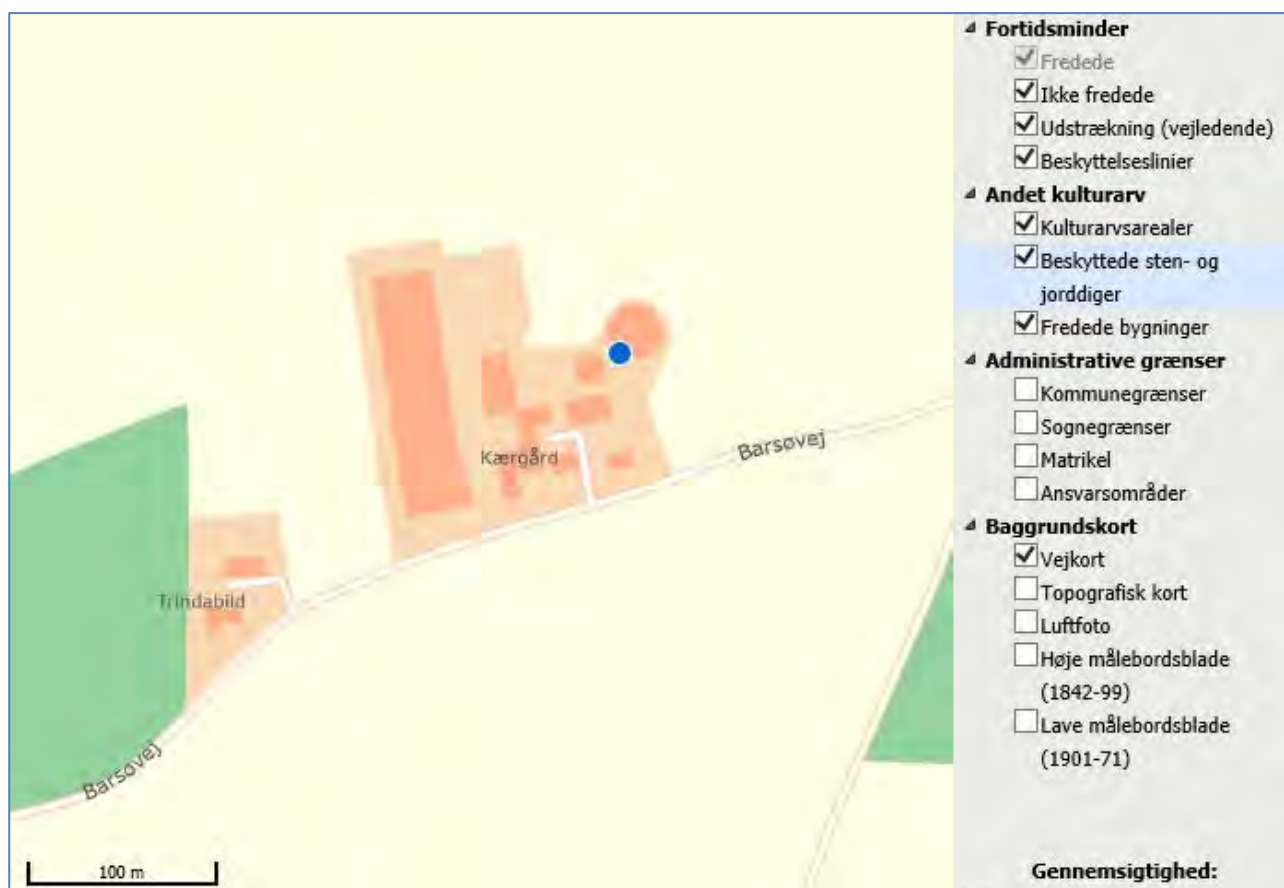 Kærgård
Barsøvej
Trindabild
Barsøvej
100 m
Fortidsminder
Fredede
Ikke fredede
Udstrækning (vejledende)
Beskyttelseslinier
Andet kulturarv
Kulturarvsarealer
Beskyttede sten- og
jorddiger
Fredede bygninger
Administrative grænser
Kommunegrænser
Sognegrænser
Matrikel
Ansvarsområder
Baggrundskort
Vejkort
Topografisk kort
Luftfoto
Høje målebordsblade
(1842-99)
Lave målebordsblade
(1901-71)
Gennemsigtighed: